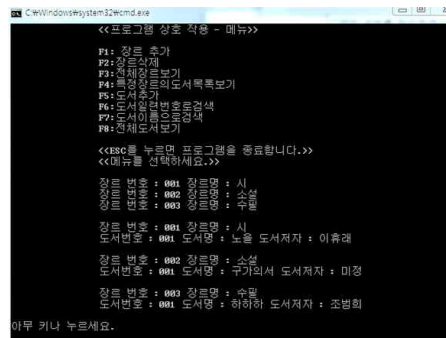 C:₩Windows₩system32₩cmd.exe
<<프로그램 상호 작용 - 메뉴>>
F1: 장르 추가
F2:장르삭제
F3:전체장르보기
F4:특정장르의도서목록보기
F5:도서추가
F6:도서일련번호로검색
F7:도서이름으로검색
F8:전체도서보기
<<ESC를 누르면 프로그램을 종료합니다.>>
<<메뉴를 선택하세요.>>
장르 번호 : 001 장르명 : 시
장르 번호 : 002 장르명 : 소설
장르 번호 : 003 장르명 : 수필
장르 번호 : 001 장르명 : 시
도서번호 : 001 도서명 : 노을 도서저자 : 이휴래
장르 번호 : 002 장르명 : 소설
도서번호 : 001 도서명 : 구가의서 도서저자 : 미정
장르 번호 : 003 장르명 : 수필
도서번호 : 001 도서명 : 하하하 도서저자 : 조범희
아무 키나 누르세요.